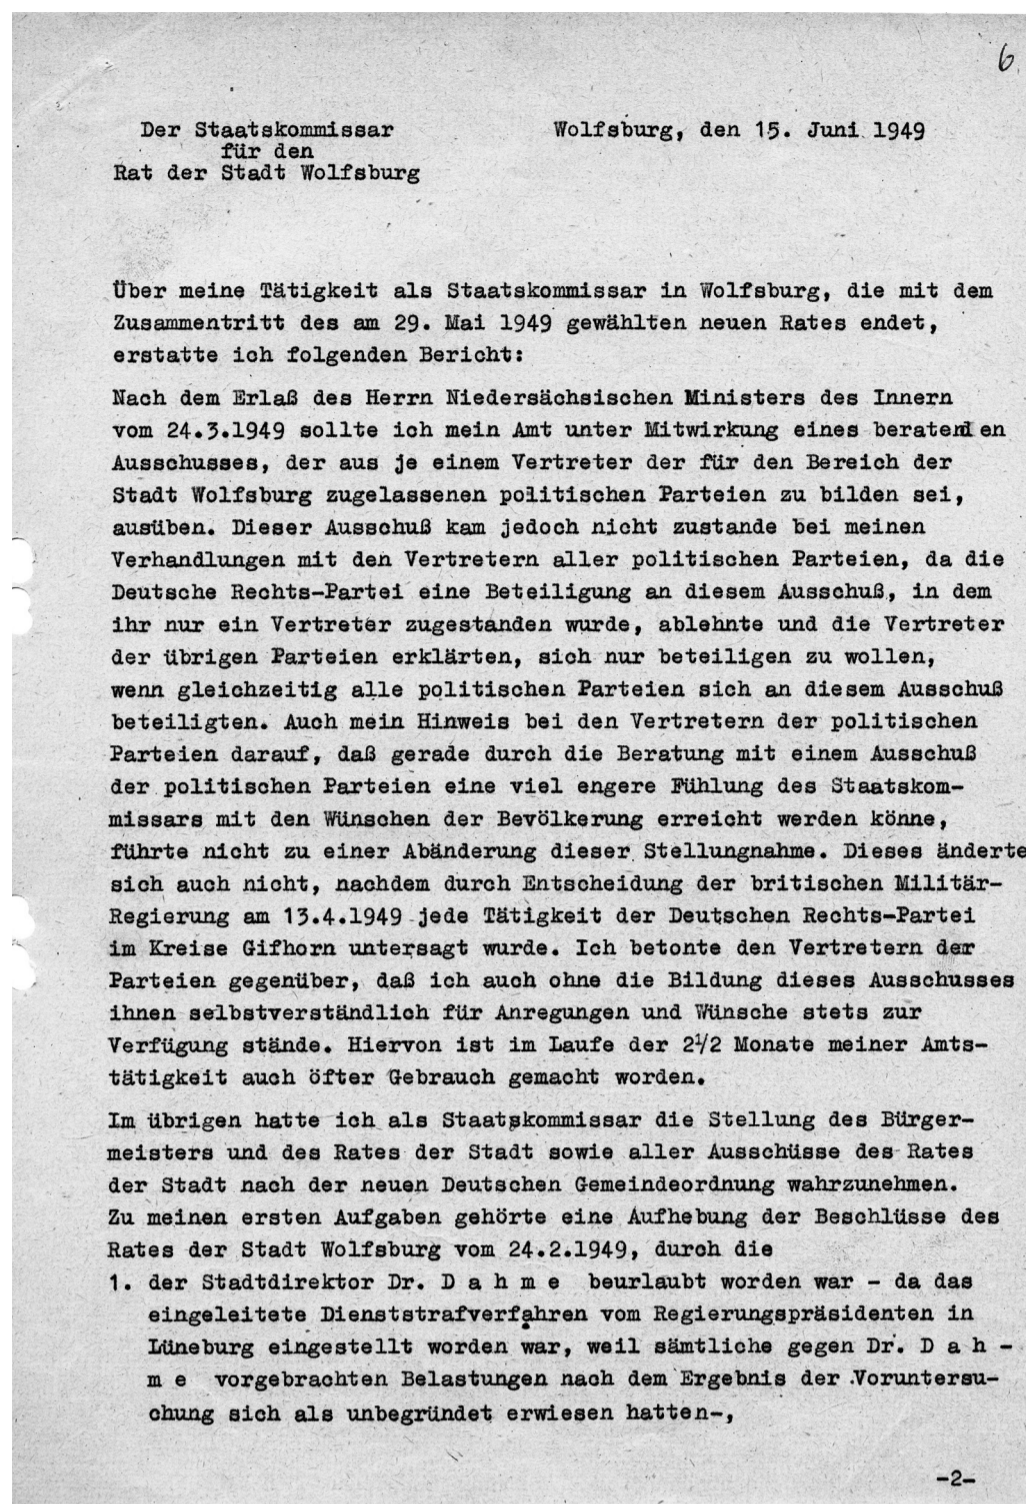 6
Der Staatskommissar
für den
Rat der Stadt Wolfsburg
Wolfsburg, den 15. Juni 1949
Über meine Tätigkeit als Staatskommissar in Wolfsburg, die mit dem
Zusammentritt des am 29. Mai 1949 gewählten neuen Rates endet,
erstatte ich folgenden Bericht:
Nach dem Erlaß des Herrn Niedersächsischen Ministers des Innern
vom 24.3.1949 sollte ich mein Amt unter Mitwirkung eines beratenden
Ausschusses, der aus je einem Vertreter der für den Bereich der
Stadt Wolfsburg zugelassenen politischen Parteien zu bilden sei,
ausüben. Dieser Ausschuß kam jedoch nicht zustande bei meinen
Verhandlungen mit den Vertretern aller politischen Parteien, da die
Deutsche Rechts-Partei eine Beteiligung an diesem Ausschuß, in dem
ihr nur ein Vertreter zugestanden wurde, ablehnte und die Vertreter
der übrigen Parteien erklärten, sich nur beteiligen zu wollen,
wenn gleichzeitig alle politischen Parteien sich an diesem Ausschuß
beteiligten. Auch mein Hinweis bei den Vertretern der politischen
Parteien darauf, daß gerade durch die Beratung mit einem Ausschuß
der politischen Parteien eine viel engere Fühlung des Staatskom-
missars mit den Wünschen der Bevölkerung erreicht werden könne,
führte nicht zu einer Abänderung dieser Stellungnahme. Dieses änderte
sich auch nicht, nachdem durch Entscheidung der britischen Militär-
Regierung am 13.4.1949 jede Tätigkeit der Deutschen Rechts-Partei
im Kreise Gifhorn untersagt wurde. Ich betonte den Vertretern der
Parteien gegenüber, daß ich auch ohne die Bildung dieses Ausschusses
ihnen selbstverständlich für Anregungen und Wünsche stets zur
Verfügung stände. Hiervon ist im Laufe der 2½ Monate meiner Amts-
tätigkeit auch öfter Gebrauch gemacht worden.
Im übrigen hatte ich als Staatskommissar die Stellung des Bürger-
meisters und des Rates der Stadt sowie aller Ausschüsse des Rates
der Stadt nach der neuen Deutschen Gemeindeordnung wahrzunehmen.
Zu meinen ersten Aufgaben gehörte eine Aufhebung der Beschlüsse des
Rates der Stadt Wolfsburg vom 24.2.1949, durch die
1. der Stadtdirektor Dr. D a h m e beurlaubt worden war - da das
eingeleitete Dienststrafverfahren vom Regierungspräsidenten in
Lüneburg eingestellt worden war, weil sämtliche gegen Dr. D a h -
m e vorgebrachten Belastungen nach dem Ergebnis der Voruntersu-
chung sich als unbegründet erwiesen hatten-,
-2-